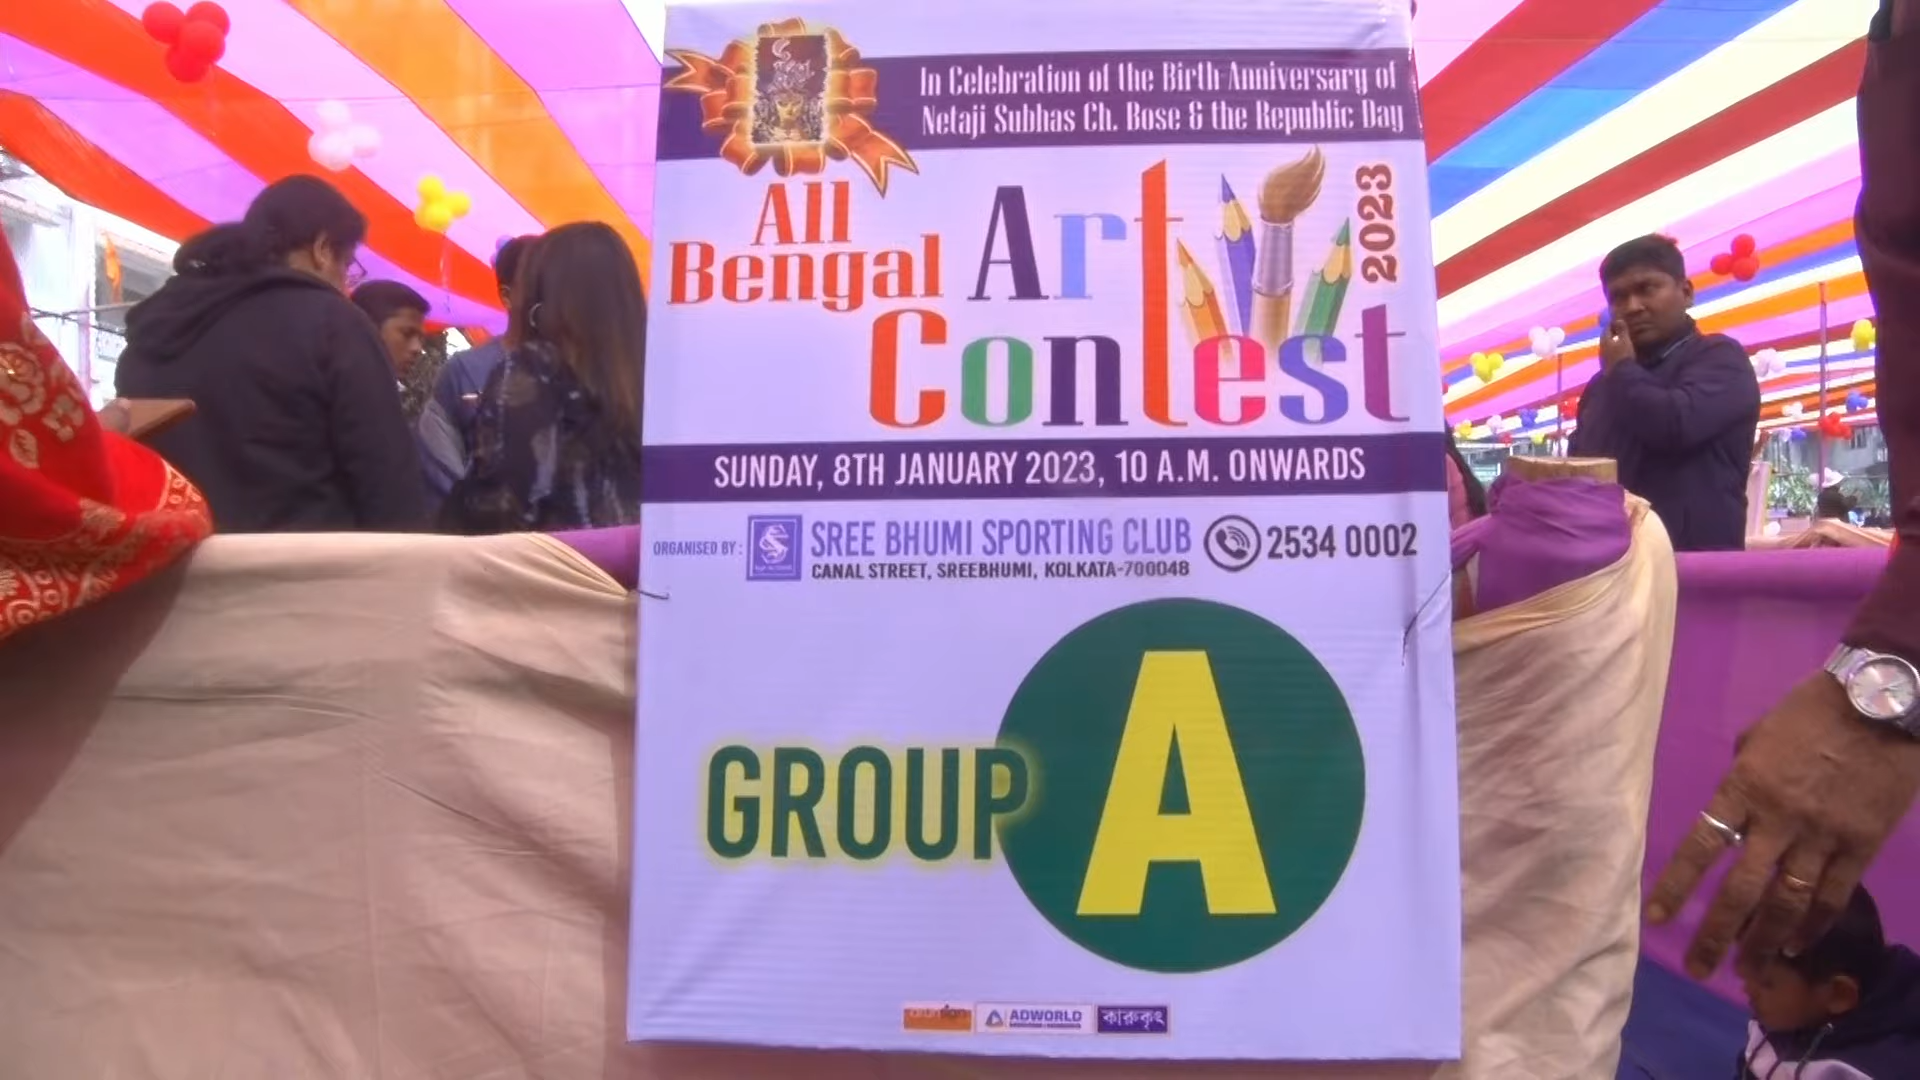 In Celebration of the Birth Anniversary of
Netaji Subhas Ch. Bose & the Republic Day
All
Bengal Art
Contest
2023
SUNDAY, 8TH JANUARY 2023, 10 A.M. ONWARDS
ORGANISED BY: SREE BHUMI SPORTING CLUB 2534 0002
CANAL STREET, SREEBHUMI, KOLKATA-700048
GROUP A
ADWORLD কারুকৃৎ